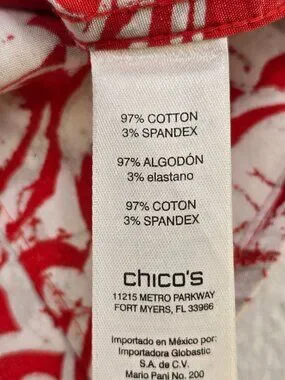 97% COTTON
3% SPANDEX
97% ALGODÓN
3% elastano
97% COTON
3% SPANDEX
chico's
11215 METRO PARKWAY
FORT MYERS, FL 33966
Importado en México por:
Importadora Globastic
S.A. de C.V.
Mario Pani No. 200